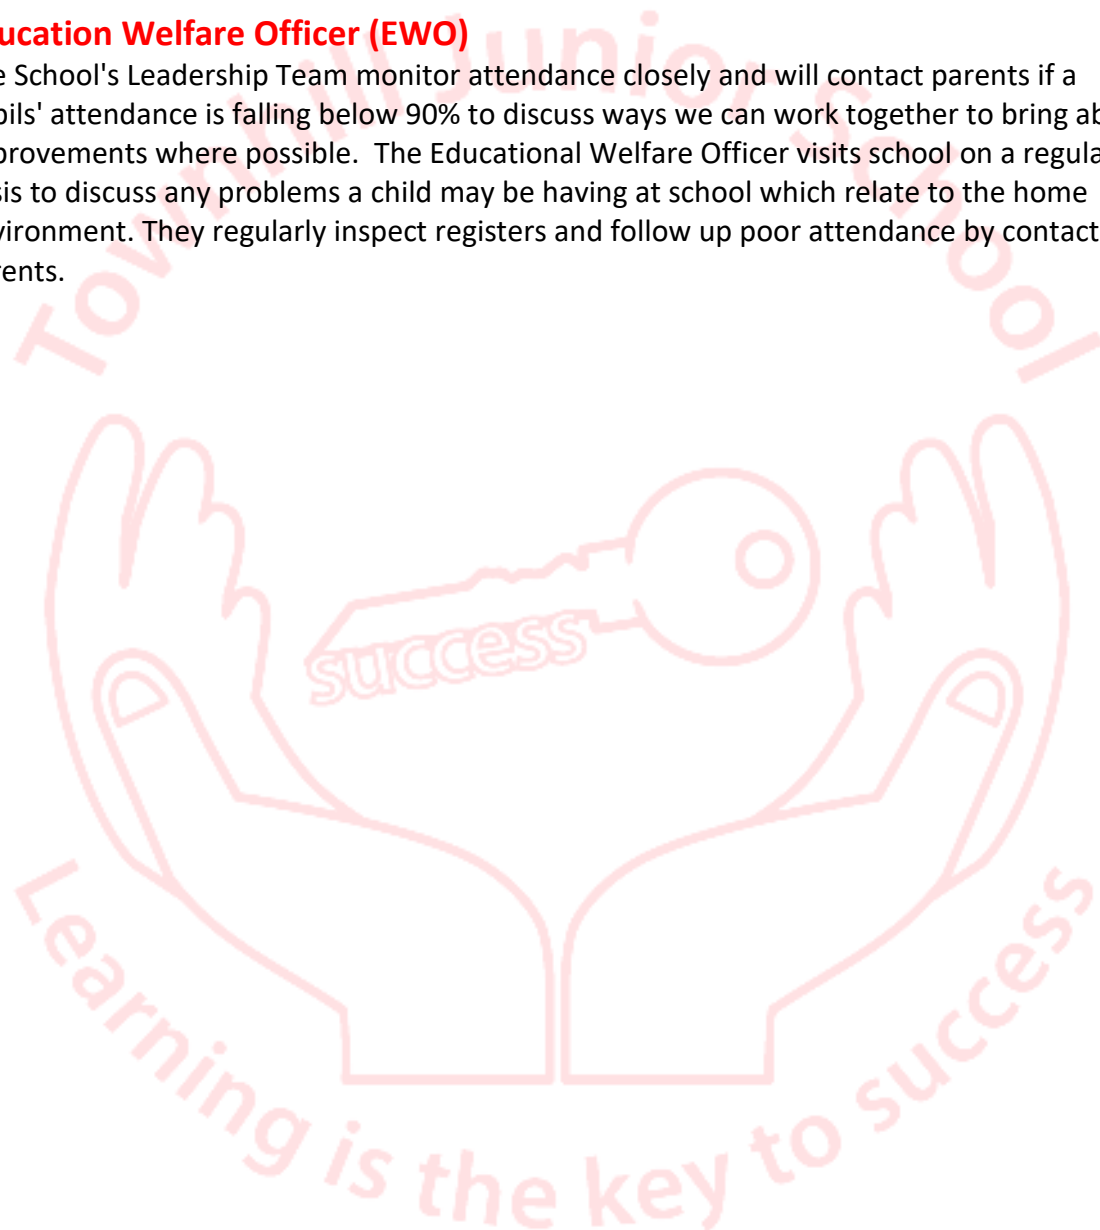 ucation Welfare Officer (EWO)
e School's Leadership Team monitor attendance closely and will contact parents if a
pils' attendance is falling below 90% to discuss ways we can work together to bring ab
provements where possible.  The Educational Welfare Officer visits school on a regula
sis to discuss any problems a child may be having at school which relate to the home
vironment. They regularly inspect registers and follow up poor attendance by contact
rents.
Townhill Junior School
success
Learning is the key to success